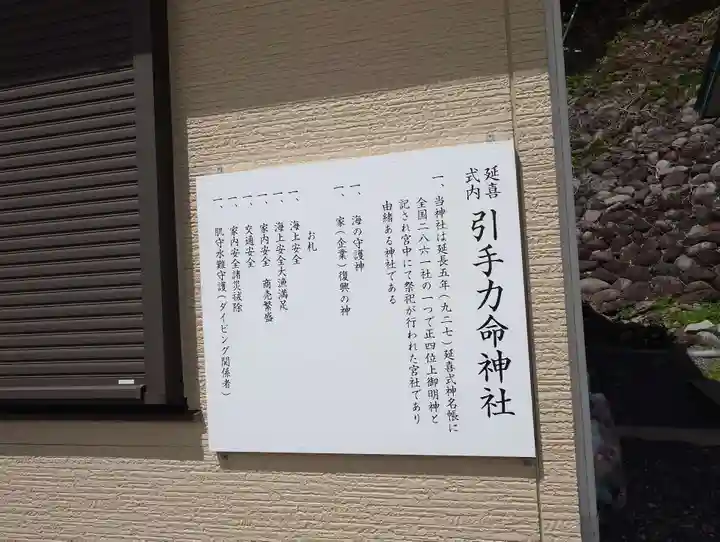 延喜式内 引手力命神社
一、当神社は延長五年(九二七)延喜式神名帳に
全国二八六一社の一つで正四位上御明神と
記され宮中にて祭祀が行われた宮社であり
由緒ある神社である
一、海の守護神
一、家(企業)復興の神
お札
一、海上安全
一、海上安全大漁満足
一、家内安全 商売繁盛
一、交通安全
一、家内安全諸災祓除
一、肌守水難守護(ダイビング関係者)